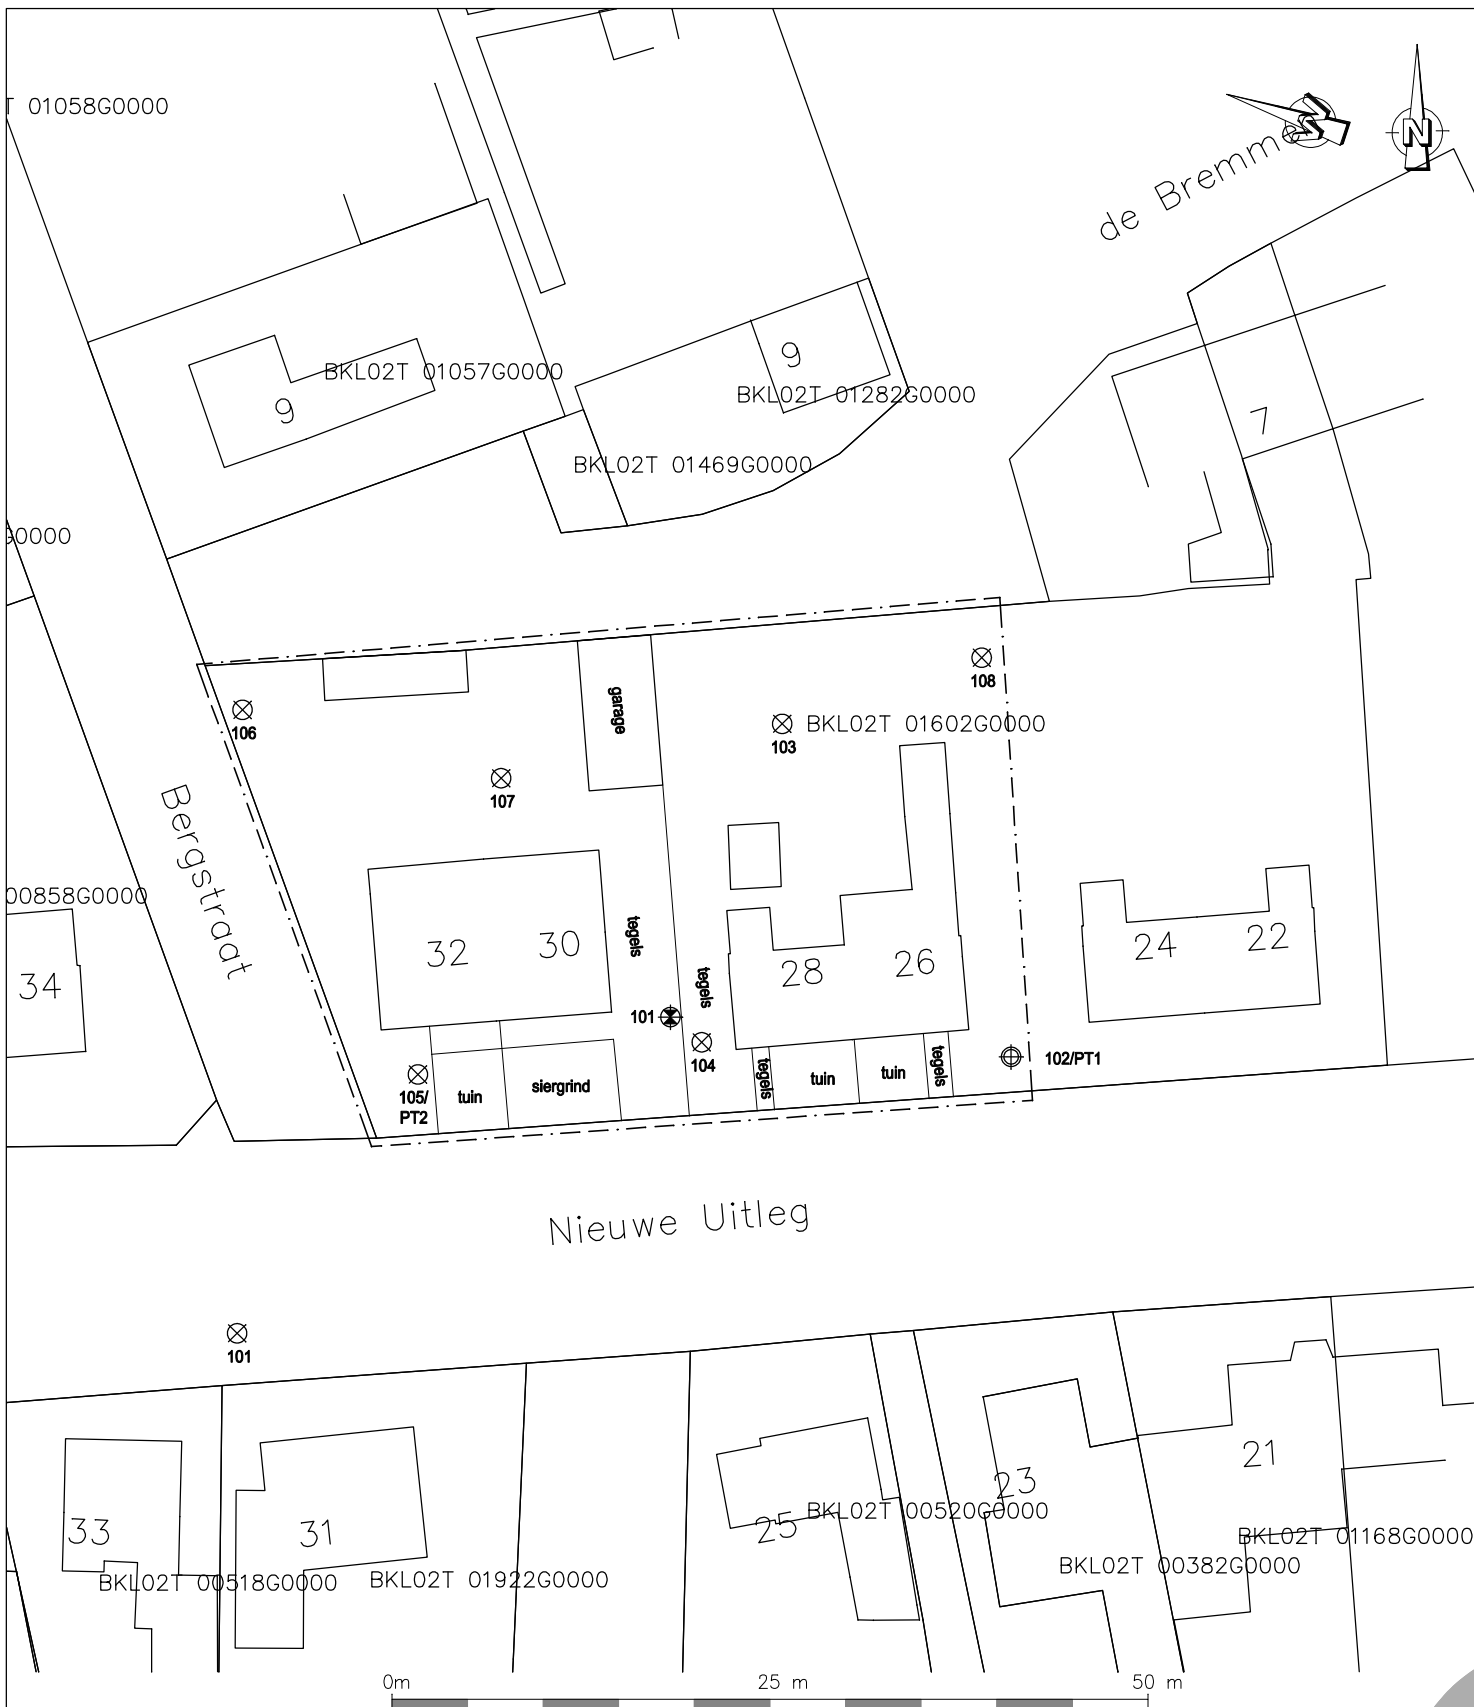 T 01058G0000
N
N
de Bremmer
9
BKL02T 01057G0000
9
BKL02T 01282G0000
7
BKL02T 01469G0000
G0000
108
garage
106
103
BKL02T 01602G0000
107
Bergstraat
00858G0000
34
32
30
tegels
tegels
28
26
24
22
101
104
102/PT1
105/
PT2
tuin
siergrind
tegels
tuin
tuin
tegels
Nieuwe Uitleg
101
33
31
25
23
21
BKL02T 00520G0000
BKL02T 01168G0000
BKL02T 00518G0000
BKL02T 01922G0000
BKL02T 00382G0000
0m
25 m
50 m